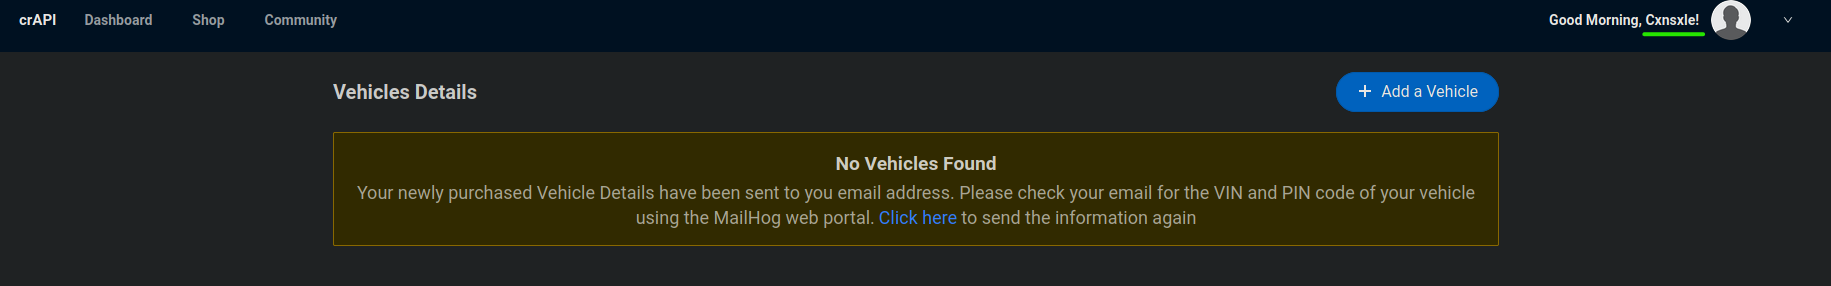 crAPI Dashboard Shop Community Good Morning, Cxnsxle!
Vehicles Details
+ Add a Vehicle
No Vehicles Found
Your newly purchased Vehicle Details have been sent to you email address. Please check your email for the VIN and PIN code of your vehicle
using the MailHog web portal. Click here to send the information again